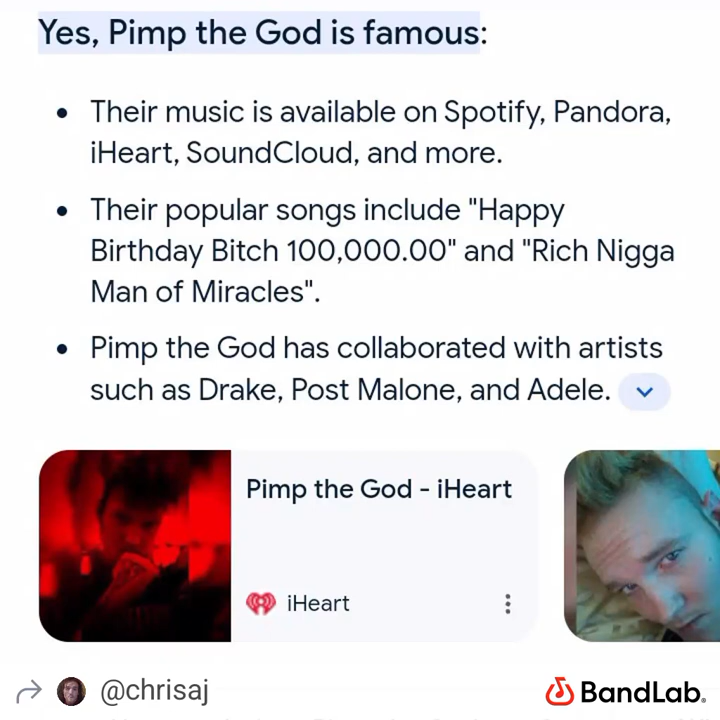 Yes, Pimp the God is famous:
• Their music is available on Spotify, Pandora,
iHeart, SoundCloud, and more.
• Their popular songs include "Happy
Birthday Bitch 100,000.00" and "Rich Nigga
Man of Miracles".
• Pimp the God has collaborated with artists
such as Drake, Post Malone, and Adele.
Pimp the God - iHeart
iHeart
@chrisaj
BandLab.